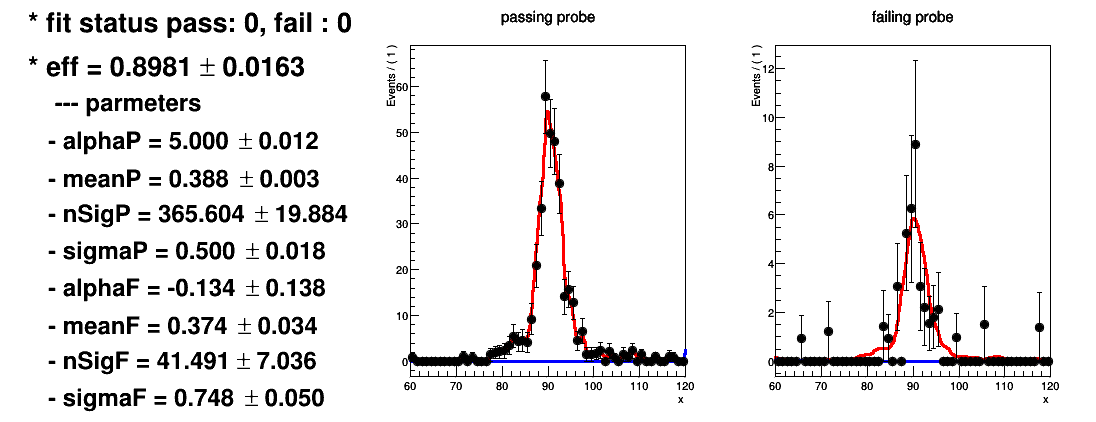 * fit status pass: 0, fail : 0
* eff = 0.8981 ± 0.0163
--- parmeters
- alphaP = 5.000 ± 0.012
- meanP = 0.388 ± 0.003
- nSigP = 365.604 ± 19.884
- sigmaP = 0.500 ± 0.018
- alphaF = -0.134 ± 0.138
- meanF = 0.374 ± 0.034
- nSigF = 41.491 ± 7.036
- sigmaF = 0.748 ± 0.050
passing probe
Events / ( 1 )
60
50
40
30
20
10
0
60 70 80 90 100 110 120
x
failing probe
Events / ( 1 )
12
10
8
6
4
2
0
60 70 80 90 100 110 120
x